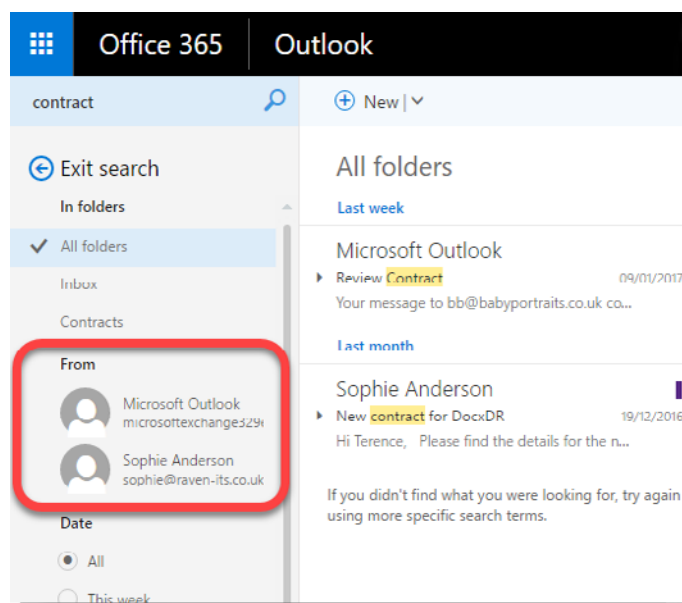 Office 365
Outlook
contract
New
Exit search
In folders
All folders
Inbox
Contracts
From
Microsoft Outlook
microsoftexchange329e
Sophie Anderson
sophie@raven-its.co.uk
Date
All
This week
All folders
Last week
Microsoft Outlook
Review Contract 09/01/2017
Your message to bb@babyportraits.co.uk co...
Last month
Sophie Anderson
New contract for DocxDR 19/12/2016
Hi Terence, Please find the details for the n...
If you didn't find what you were looking for, try again
using more specific search terms.